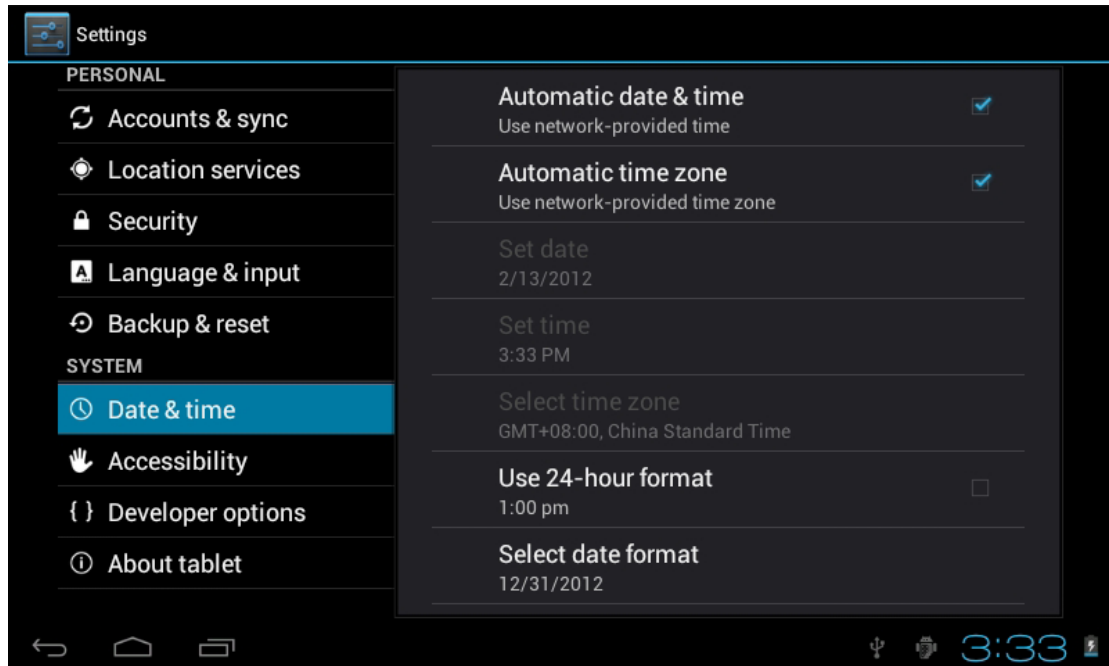 Settings
PERSONAL
Accounts & sync
Location services
Security
Language & input
Backup & reset
SYSTEM
Date & time
Accessibility
Developer options
About tablet
Automatic date & time
Use network-provided time
Automatic time zone
Use network-provided time zone
Set date
2/13/2012
Set time
3:33 PM
Select time zone
GMT+08:00, China Standard Time
Use 24-hour format
1:00 pm
Select date format
12/31/2012
3:33